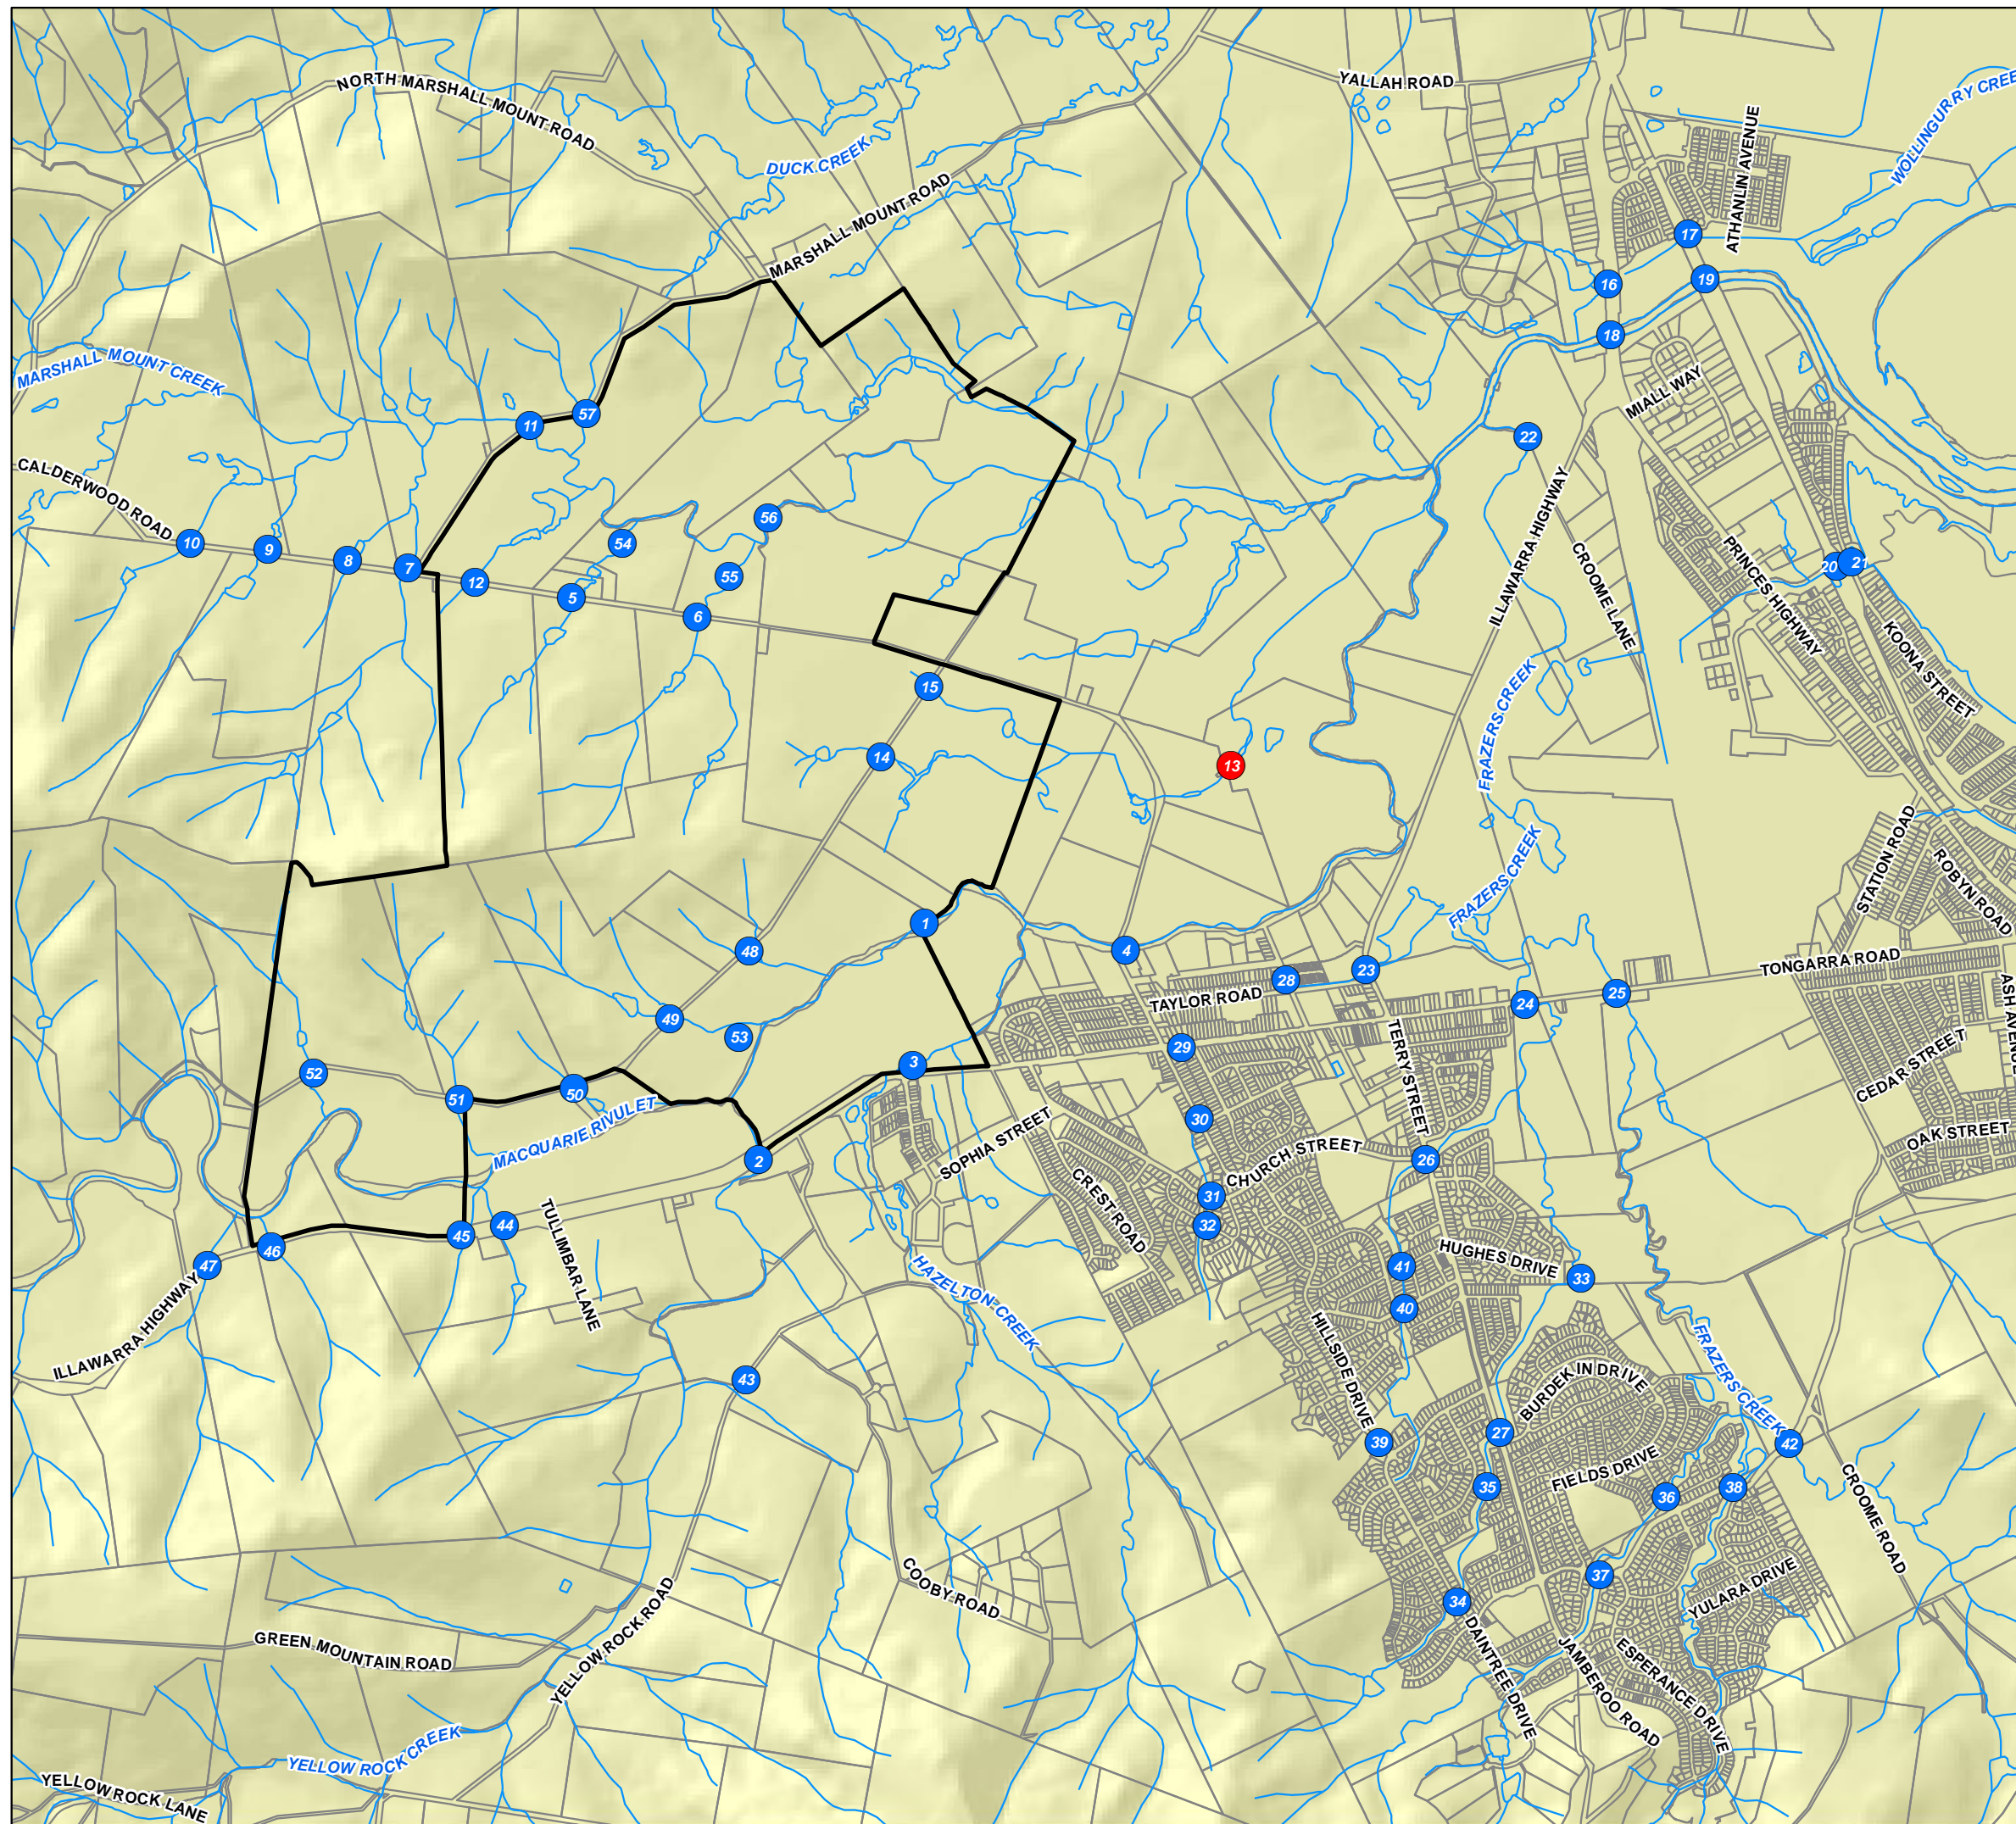 YALLAH ROAD
NORTH MARSHALL MOUNT ROAD
WOLLINGURRY CREE
ATHANLIN AVENUE
DUCK CREEK
MARSHALL MOUNT ROAD
17
19
16
18
MARSHALL MOUNT CREEK
MIALL WAY
57
11
22
CALDERWOOD ROAD
ILLAWARRA HIGHWAY
56
10
9
54
8
7
12
55
5
6
20
21
CROOME LANE
PRINCES HIGHWAY
KOONA STREET
15
FRAZERS CREEK
14
13
STATION ROAD
ROBYN ROAD
FRAZERS CREEK
1
48
4
TONGARRA ROAD
23
28
25
24
TAYLOR ROAD
ASH AVENUE
49
53
29
TERRY STREET
3
52
CEDAR STREET
50
51
MACQUARIE RIVULET
30
SOPHIA STREET
OAK STREET
2
CHURCH STREET
26
CREST ROAD
31
TULIMBAR LANE
44
45
32
46
47
HUGHES DRIVE
41
33
HAZELTON CREEK
40
ILLAWARRA HIGHWAY
HILLSIDE DRIVE
FRAZERS CREEK
43
BURDEKIN DRIVE
27
39
42
FIELDS DRIVE
35
36
38
CROOME ROAD
COOBY ROAD
37
YULARA DRIVE
34
YELLOW ROCK ROAD
GREEN MOUNTAIN ROAD
DAINTREE DRIVE
JAMBEROO ROAD
ESPERANCE DRIVE
YELLOW ROCK CREEK
YELLOW ROCK LANE